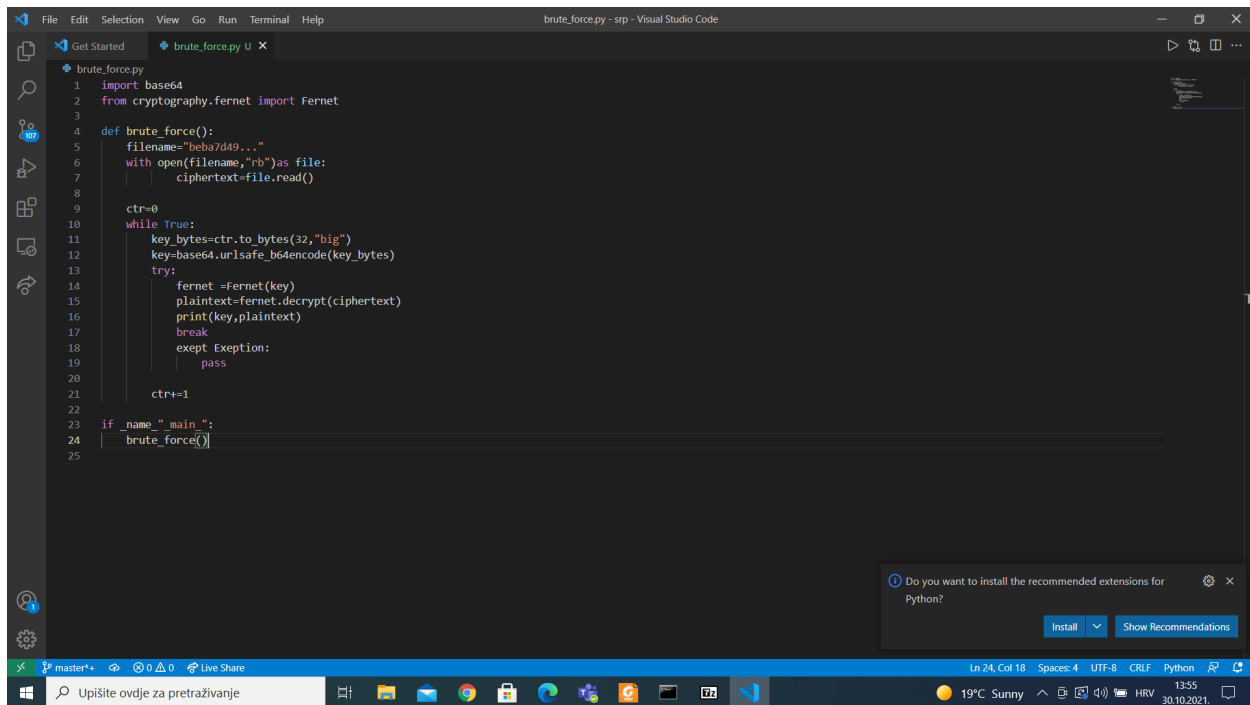 File Edit Selection View Go Run Terminal Help
brute_force.py - srp - Visual Studio Code
Get Started
brute_force.py U
brute_force.py
1 import base64
2 from cryptography.fernet import Fernet
3
4 def brute_force():
5     filename="beba7d49..."
6     with open(filename,"rb")as file:
7             ciphertext=file.read()
8
9     ctr=0
10     while True:
11         key_bytes=ctr.to_bytes(32,"big")
12         key=base64.urlsafe_b64encode(key_bytes)
13         try:
14             fernet =Fernet(key)
15             plaintext=fernet.decrypt(ciphertext)
16             print(key,plaintext)
17             break
18             exept Exeption:
19                 pass
20
21         ctr+=1
22
23 if _name_"_main_":
24     brute_force()
25
107
Do you want to install the recommended extensions for
Python?
Install
Show Recommendations
1
master*+
0 0
Live Share
Ln 24, Col 18 Spaces: 4 UTF-8 CRLF Python
Upišite ovdje za pretraživanje
7z
19°C Sunny
HRV
13:55
30.10.2021.